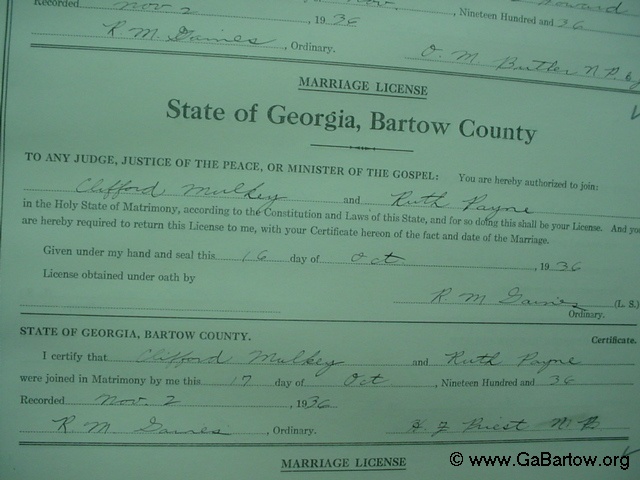 Recorded Nov 2, 1936 Nov., Nineteen Hundred and 36
R. M. Gaines, Ordinary. O. M. Butler N.P.
MARRIAGE LICENSE
State of Georgia, Bartow County
TO ANY JUDGE, JUSTICE OF THE PEACE, OR MINISTER OF THE GOSPEL: You are hereby authorized to join:
Clifford Mulkey and Ruth Payne
in the Holy State of Matrimony, according to the Constitution and Laws of this State, and for so doing this shall be your License. And you
are hereby required to return this License to me, with your Certificate hereon of the fact and date of the Marriage.
Given under my hand and seal this 16 day of Oct., 1936
License obtained under oath by
R M Gaines (L. S.)
Ordinary.
STATE OF GEORGIA, BARTOW COUNTY. Certificate.
I certify that Clifford Mulkey and Ruth Payne
were joined in Matrimony by me this 17 day of Oct, Nineteen Hundred and 36
Recorded Nov. 2, 1936
R. M. Gaines, Ordinary. Priest
MARRIAGE LICENSE
© www.GaBartow.org